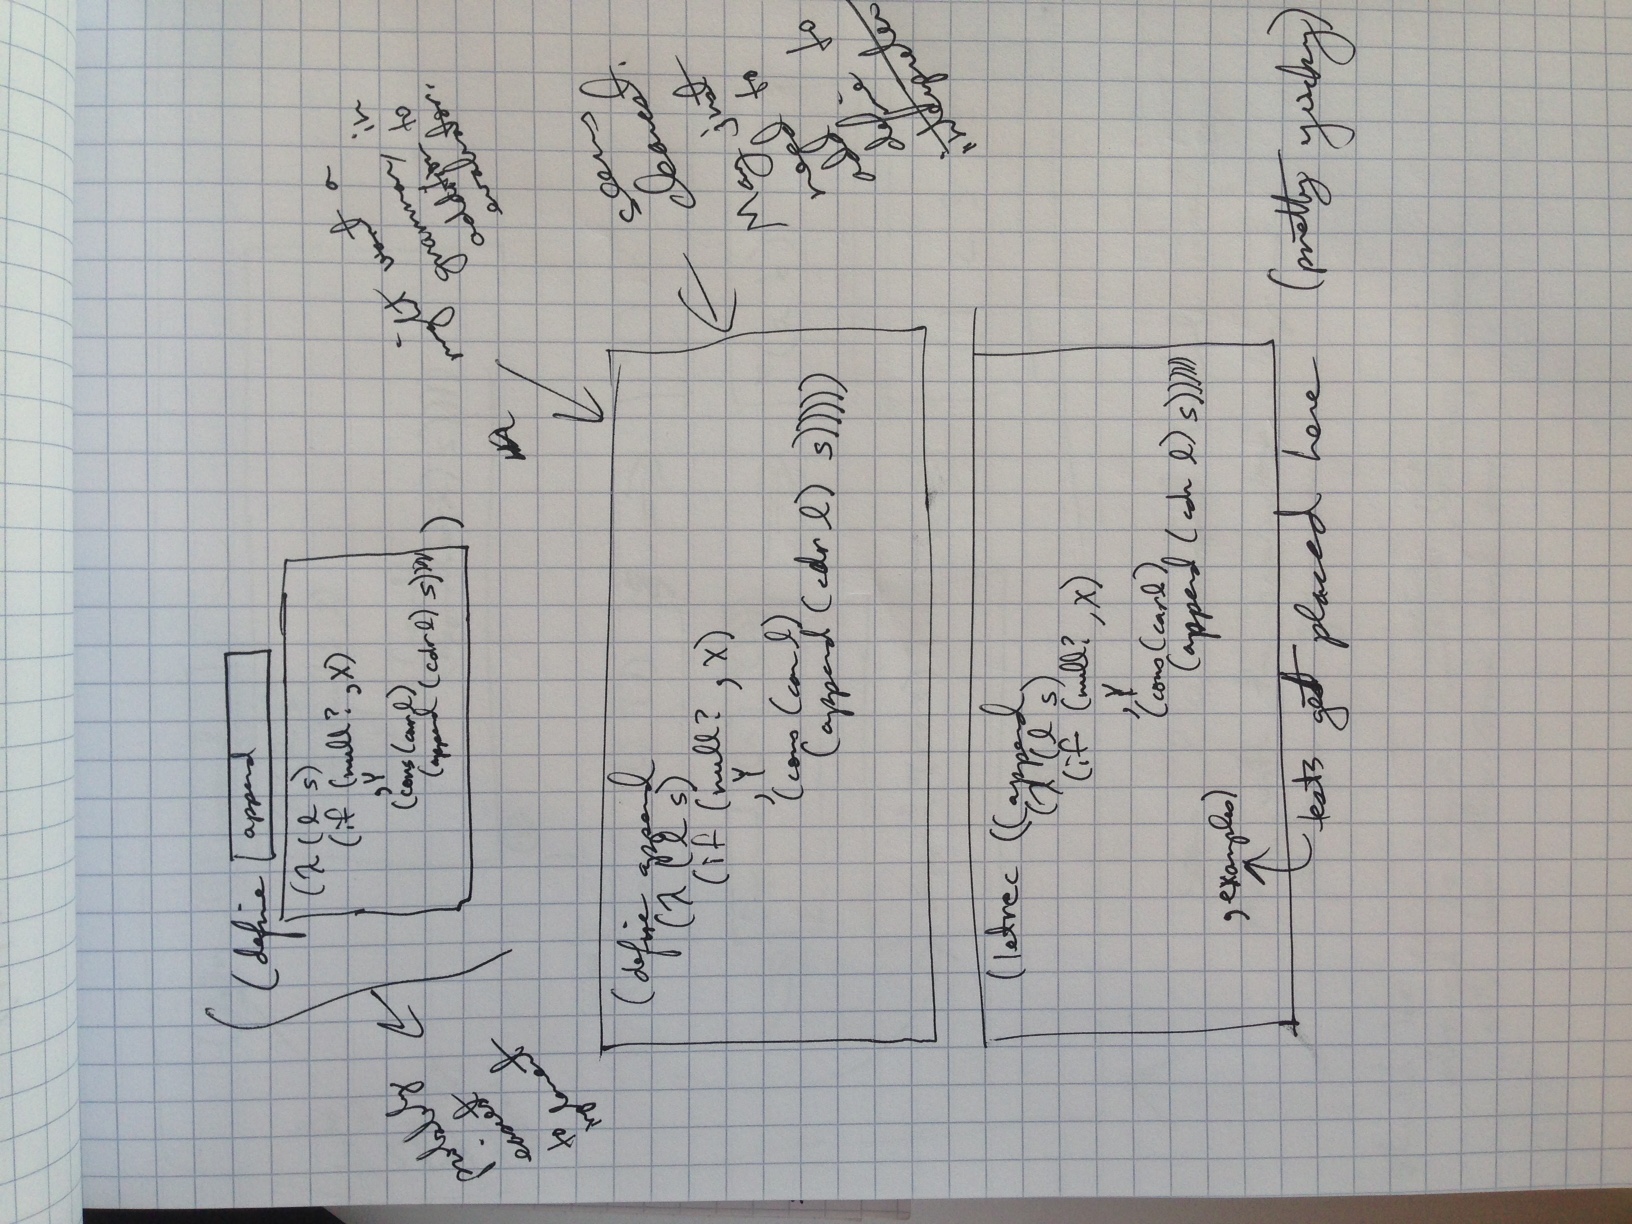 (define append
(λ (l s)
(if (null? ,X)
,Y
(cons (car l)
(append (cdr l) s))))
)
probably
easiest
to
implement
might want a
grammar, in
addition to
evaluator.
(define append
(λ (l s)
(if (null? ,X)
,Y
(cons (car l)
(append (cdr l) s)))))
seems
clearest.
May just
need to
add
define to
interpreter
(letrec ((append
(λ (l s)
(if (null? ,X)
,Y
(cons (car l)
(append (cdr l) s))))))
,examples)
tests get placed here (pretty yucky)